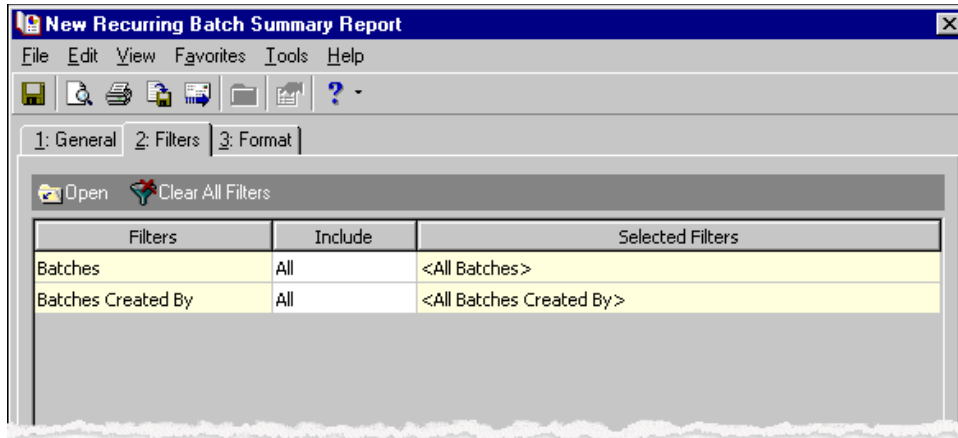 New Recurring Batch Summary Report
File Edit View Favorites Tools Help
?
1: General 2: Filters 3: Format
Open Clear All Filters
Filters Include Selected Filters
Batches All <All Batches>
Batches Created By All <All Batches Created By>